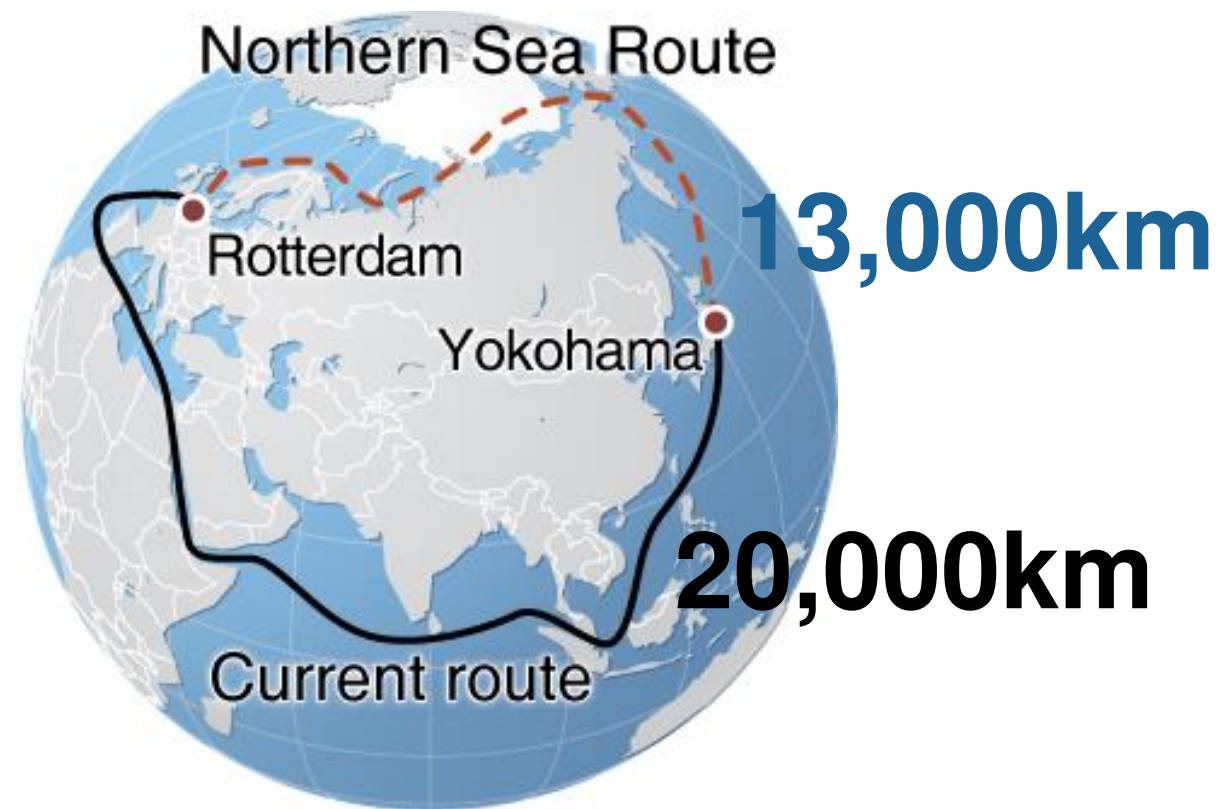 Northern Sea Route
13,000km
Rotterdam
Yokohama
20,000km
Current route